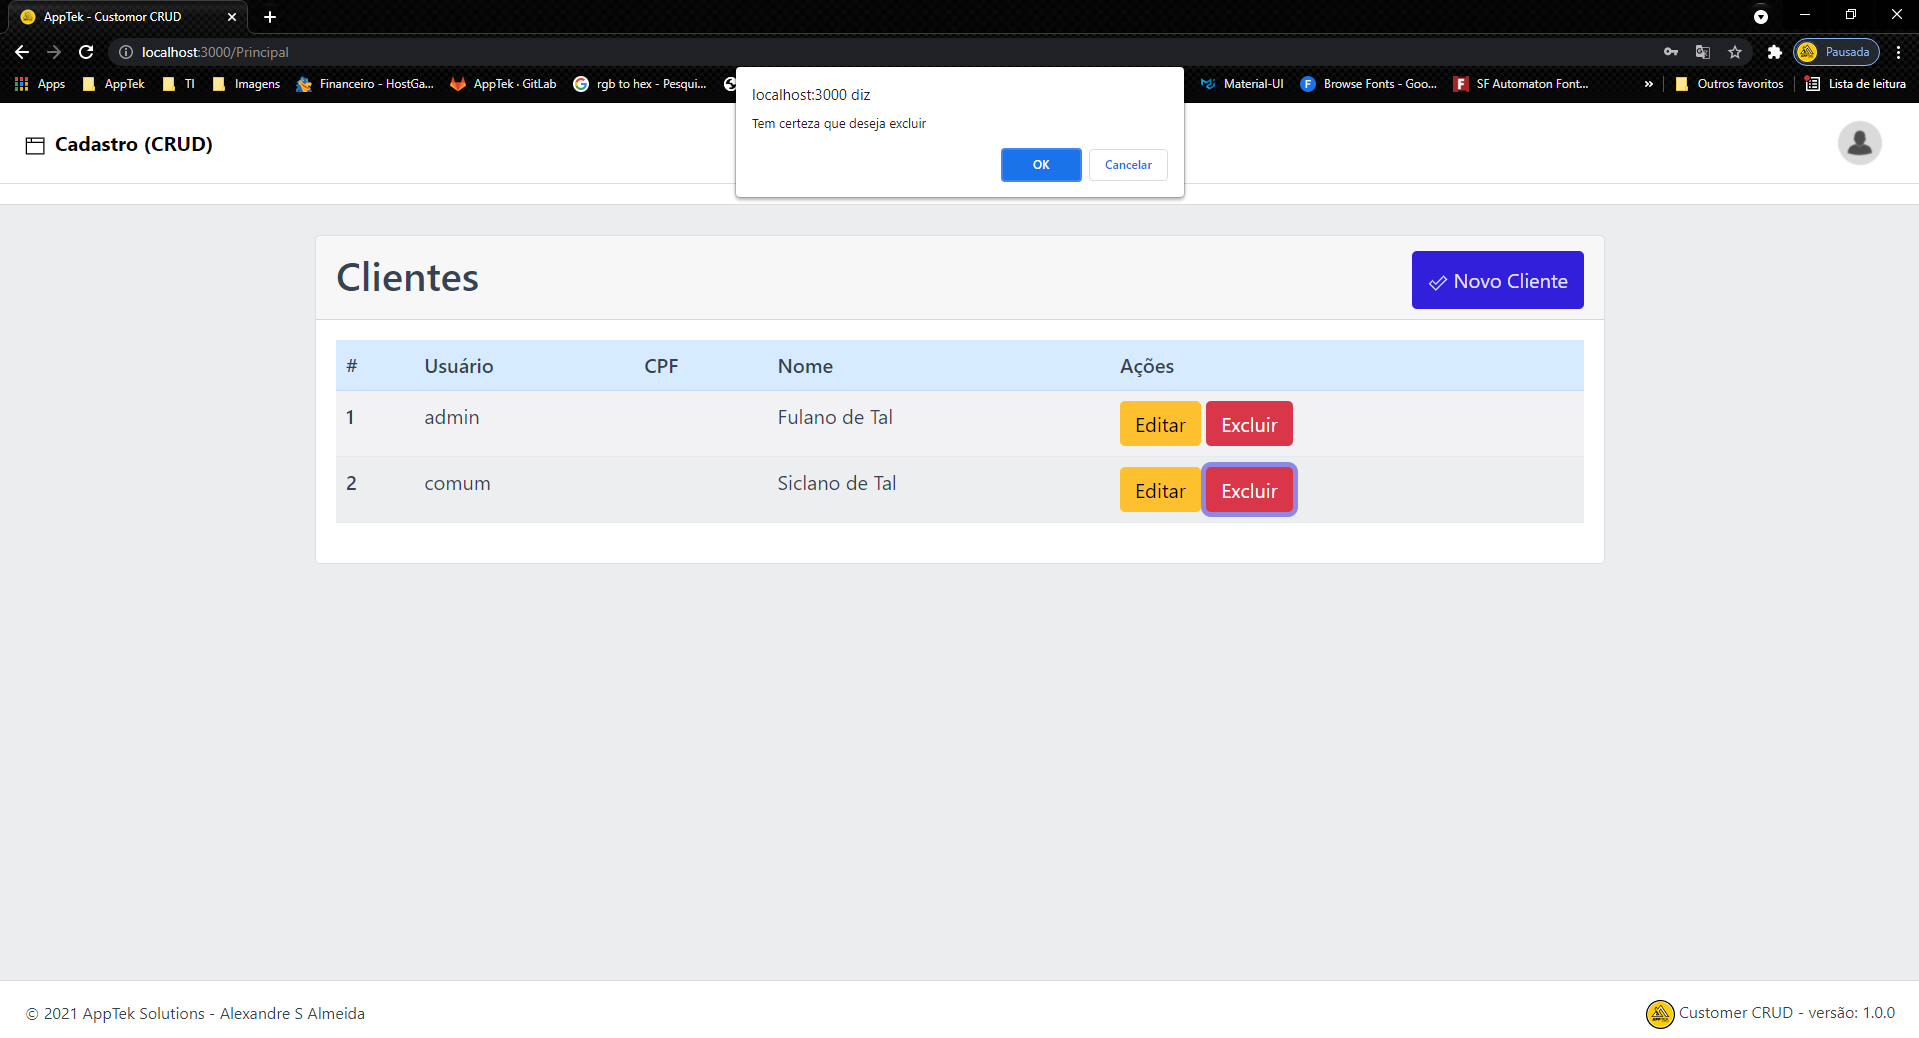 AppTek - Customor CRUD
localhost:3000/Principal
Pausada
Apps AppTek TI Imagens Financeiro - HostGa... AppTek · GitLab rgb to hex - Pesqui... Material-UI Browse Fonts - Goo... SF Automaton Font... » Outros favoritos Lista de leitura
localhost:3000 diz
Tem certeza que deseja excluir
OK Cancelar
Cadastro (CRUD)
Clientes
Novo Cliente
# Usuário CPF Nome Ações
1 admin Fulano de Tal Editar Excluir
2 comum Siclano de Tal Editar Excluir
© 2021 AppTek Solutions - Alexandre S Almeida
Customer CRUD - versão: 1.0.0